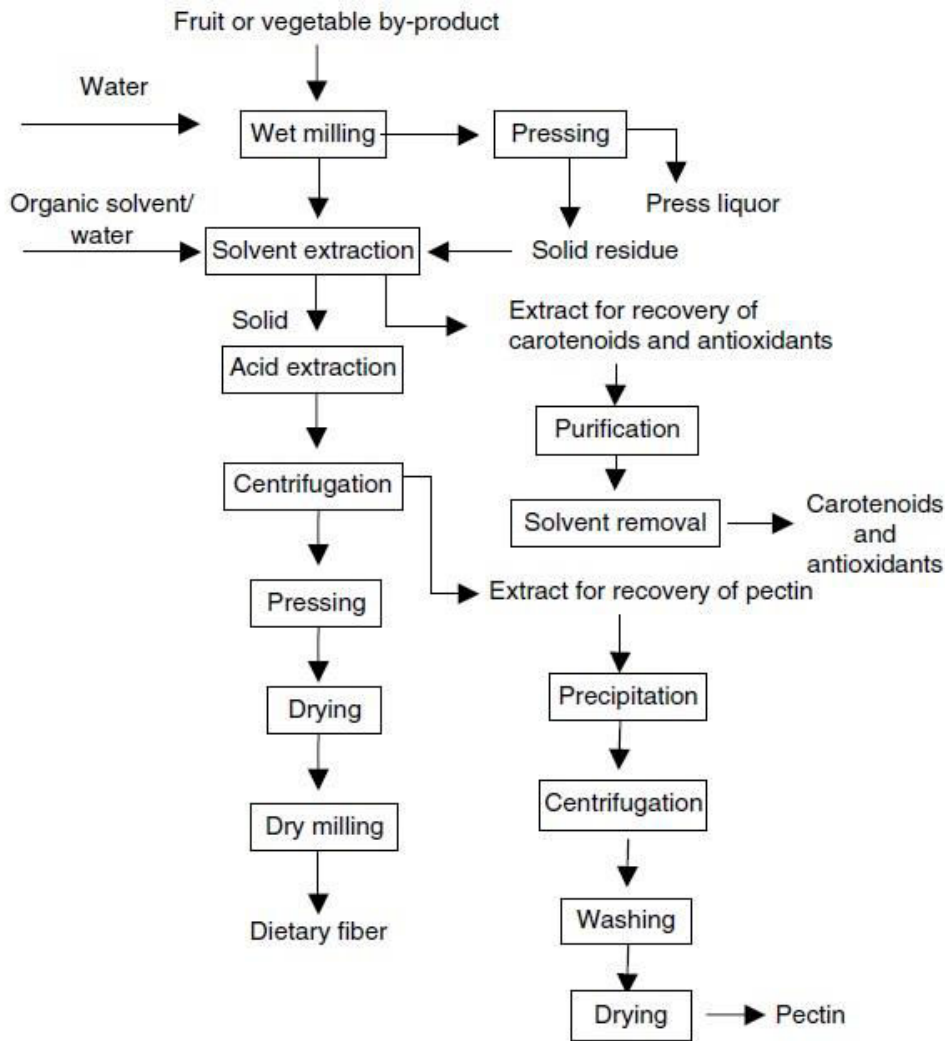 Fruit or vegetable by-product
Water
Wet milling
Pressing
Organic solvent/
water
Press liquor
Solvent extraction
Solid residue
Solid
Extract for recovery of
carotenoids and antioxidants
Acid extraction
Purification
Centrifugation
Solvent removal
Carotenoids
and
antioxidants
Extract for recovery of pectin
Pressing
Precipitation
Drying
Centrifugation
Dry milling
Dietary fiber
Washing
Drying
Pectin